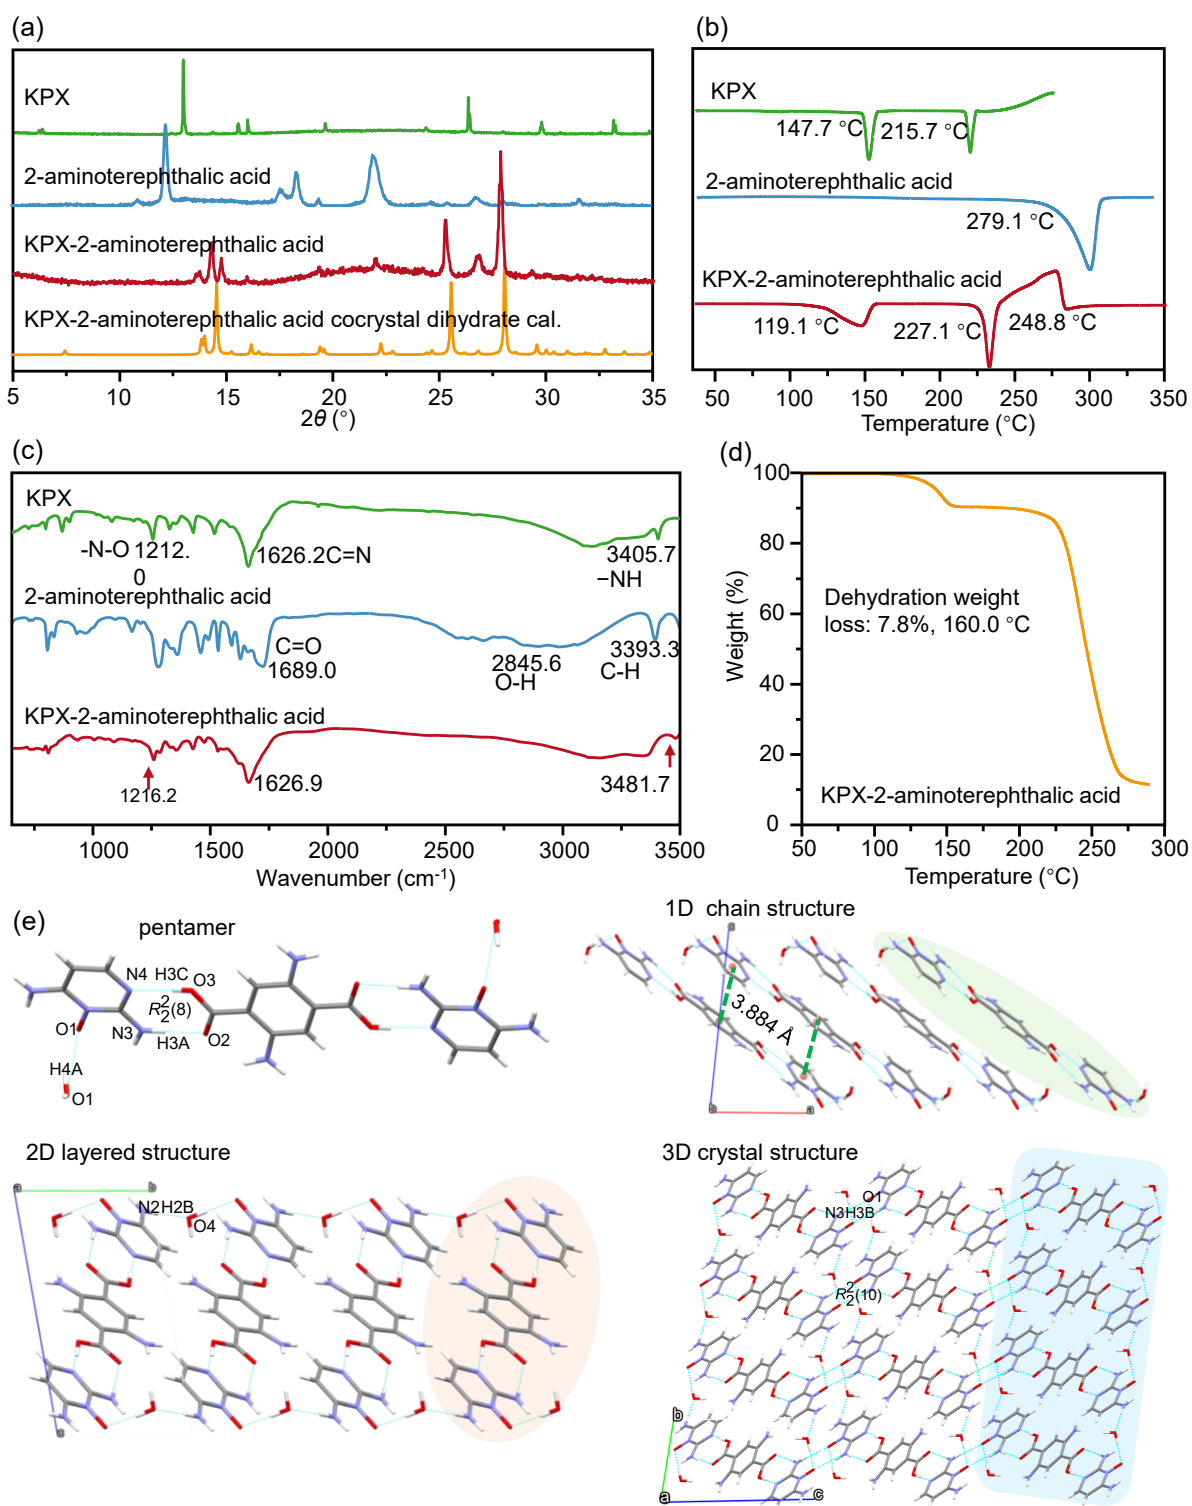 (a)
KPX
2-aminoterephthalic acid
KPX-2-aminoterephthalic acid
KPX-2-aminoterephthalic acid cocrystal dihydrate cal.
5 10 15 20 25 30 35
2θ (°)
(b)
KPX
147.7 °C 215.7 °C
2-aminoterephthalic acid
279.1 °C
KPX-2-aminoterephthalic acid
119.1 °C 227.1 °C 248.8 °C
50 100 150 200 250 300 350
Temperature (°C)
(c)
KPX
-N-O 1212.
0
1626.2C=N
3405.7
−NH
2-aminoterephthalic acid
C=O
1689.0
2845.6
O-H
3393.3
C-H
KPX-2-aminoterephthalic acid
1216.2
1626.9
3481.7
1000 1500 2000 2500 3000 3500
Wavenumber (cm-1)
(d)
100
80
60
40
20
0
Weight (%)
Dehydration weight
loss: 7.8%, 160.0 °C
KPX-2-aminoterephthalic acid
50 100 150 200 250 300
Temperature (°C)
(e)
pentamer
N4 H3C O3
R22(8)
O1 N3 O2
H3A
H4A
O1
1D chain structure
3.884 Å
c
b a
2D layered structure
a b
N2H2B
O4
c
3D crystal structure
O1
N3H3B
R22(10)
b
a c